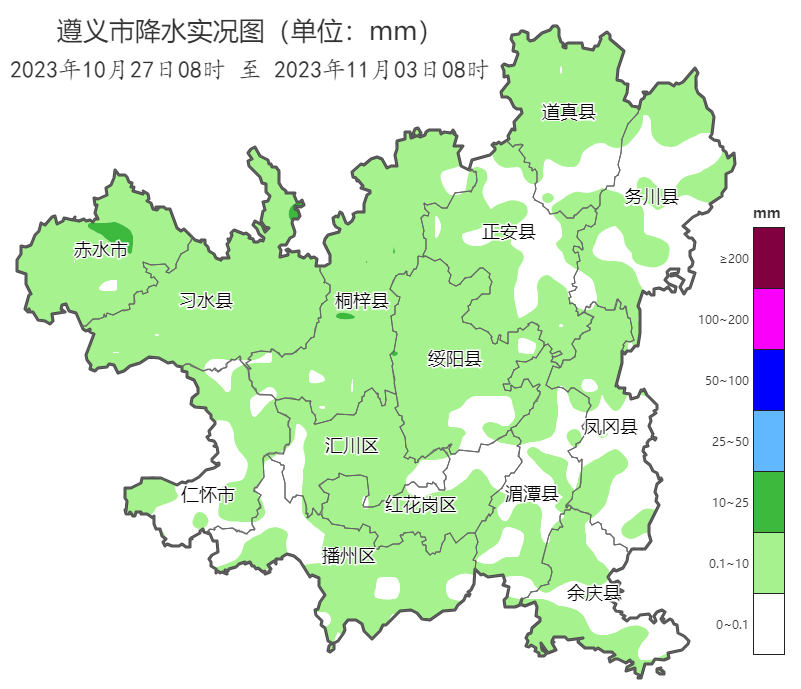 遵义市降水实况图（单位：mm）
2023年10月27日08时 至 2023年11月03日08时
道真县
务川县
正安县
赤水市
习水县
桐梓县
绥阳县
凤冈县
汇川区
仁怀市
红花岗区
湄潭县
播州区
余庆县
mm
≥200
100~200
50~100
25~50
10~25
0.1~10
0~0.1